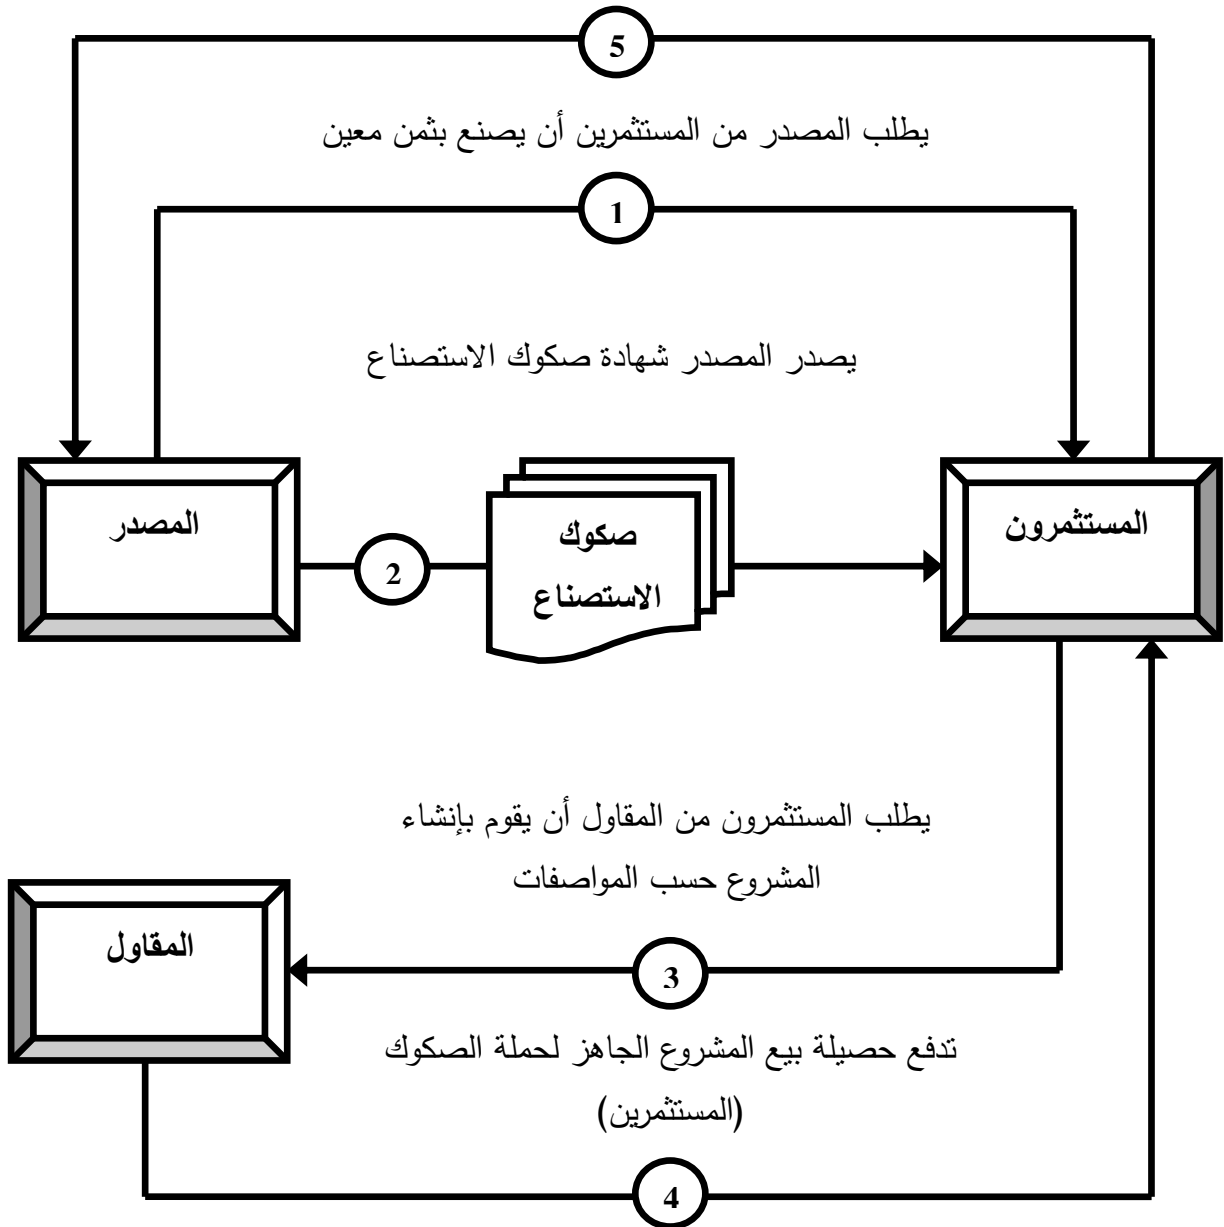 5
يطلب المصدر من المستثمرين أن يصنع بثمن معين
1
يصدر المصدر شهادة صكوك الاستصناع
المستثمرون
صكوك
الاستصناع
المصدر
2
يطلب المستثمرون من المقاول أن يقوم بإنشاء
المشروع حسب المواصفات
المقاول
3
تدفع حصيلة بيع المشروع الجاهز لحملة الصكوك
(المستثمرين)
4